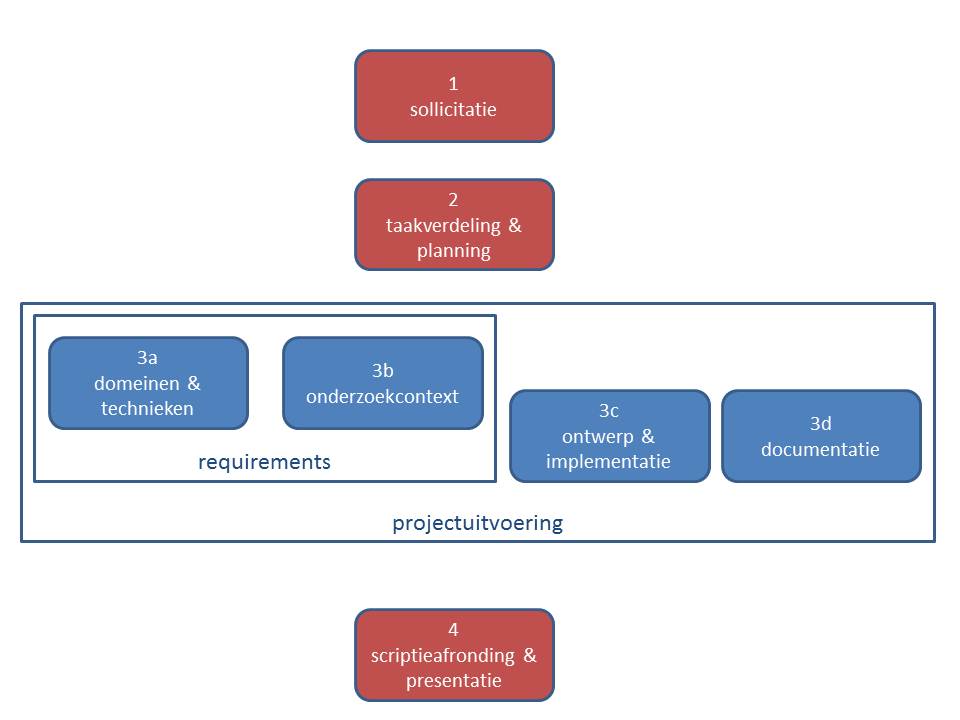 1
sollicitatie
2
taakverdeling &
planning
3a
domeinen &
technieken
3b
onderzoekcontext
requirements
3c
ontwerp &
implementatie
3d
documentatie
projectuitvoering
4
scriptieafronding &
presentatie